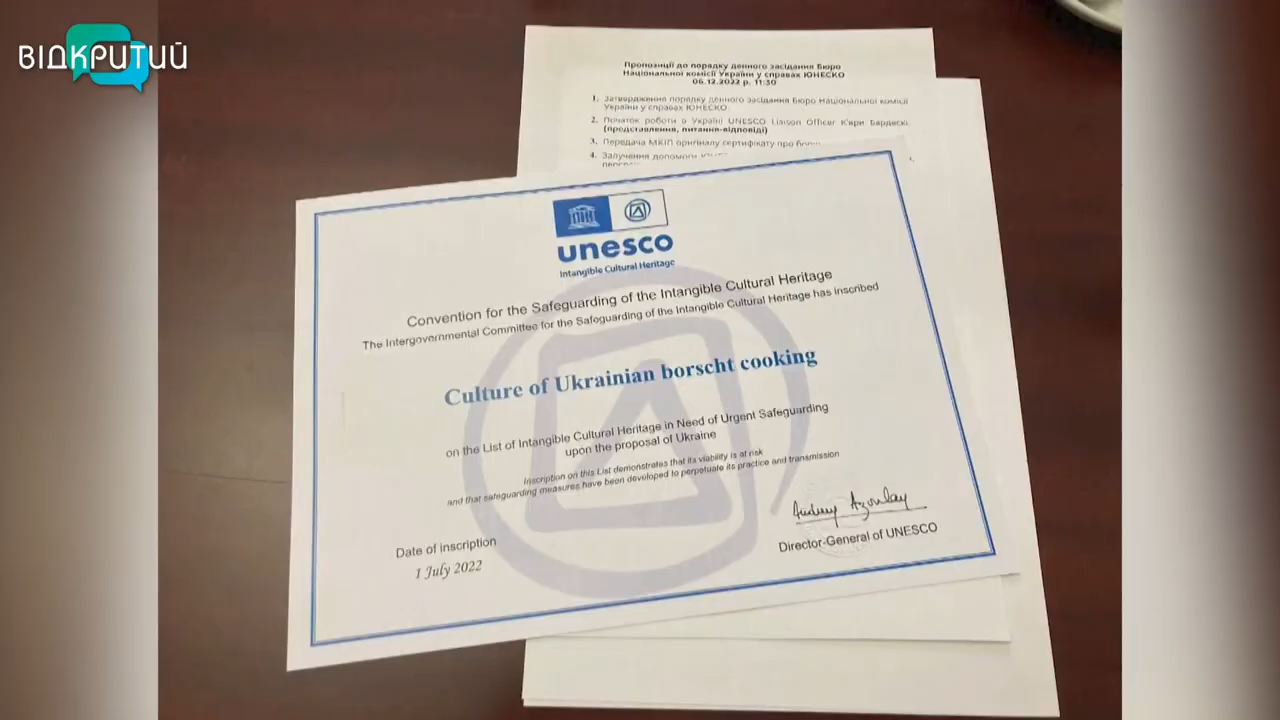 ВІДКРИТИЙ
Пропозиції до порядку денного засідання Бюро
Національної комісії України у справах ЮНЕСКО
06.12.2022 р. 11:30
1. Затвердження порядку денного засідання Бюро Національної комісії
України у справах ЮНЕСКО
2. Початок роботи в Україні UNESCO Liaison Officer К'яри Бардескі
(представлення, питання-відповіді)
3. Передача МКІП оригіналу сертифікату про
4. Залучення допомоги
unesco
Intangible Cultural Heritage
Convention for the Safeguarding of the Intangible Cultural Heritage
The Intergovernmental Committee for the Safeguarding of the Intangible Cultural Heritage has inscribed
Culture of Ukrainian borscht cooking
on the List of Intangible Cultural Heritage in Need of Urgent Safeguarding
upon the proposal of Ukraine
Inscription on this List demonstrates that its viability is at risk
and that safeguarding measures have been developed to perpetuate its practice and transmission
Audrey Azoulay
Director-General of UNESCO
Date of inscription
1 July 2022